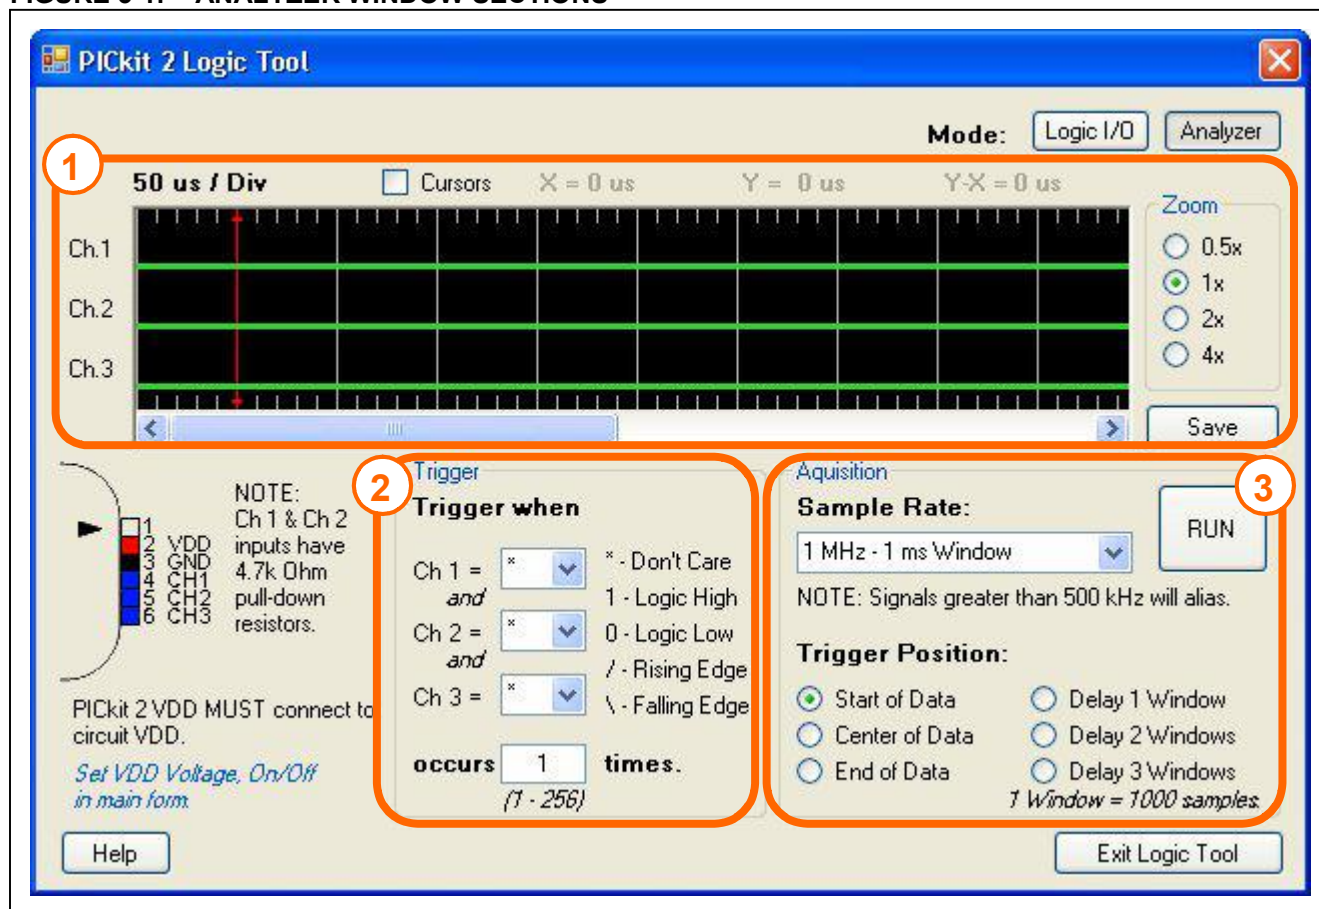 FIGURE 3-4: ANALYZER WINDOW SECTIONS
PICkit 2 Logic Tool
Mode: Logic I/O Analyzer
1
50 us / Div Cursors X = 0 us Y = 0 us Y-X = 0 us
Zoom
Ch.1
0.5x
1x
Ch.2
2x
Ch.3
4x
Save
NOTE:
Ch 1 & Ch 2
inputs have
4.7k Ohm
pull-down
resistors.
1
2 VDD
3 GND
4 CH1
5 CH2
6 CH3
PICkit 2 VDD MUST connect to
circuit VDD.
Set VDD Voltage, On/Off
in main form.
Help
2
Trigger
Trigger when
Ch 1 = *
and
Ch 2 = *
and
Ch 3 = *
* - Don't Care
1 - Logic High
0 - Logic Low
/ - Rising Edge
\ - Falling Edge
occurs 1 times.
(1 - 256)
3
Aquisition
Sample Rate:
1 MHz - 1 ms Window
RUN
NOTE: Signals greater than 500 kHz will alias.
Trigger Position:
Start of Data Delay 1 Window
Center of Data Delay 2 Windows
End of Data Delay 3 Windows
1 Window = 1000 samples.
Exit Logic Tool